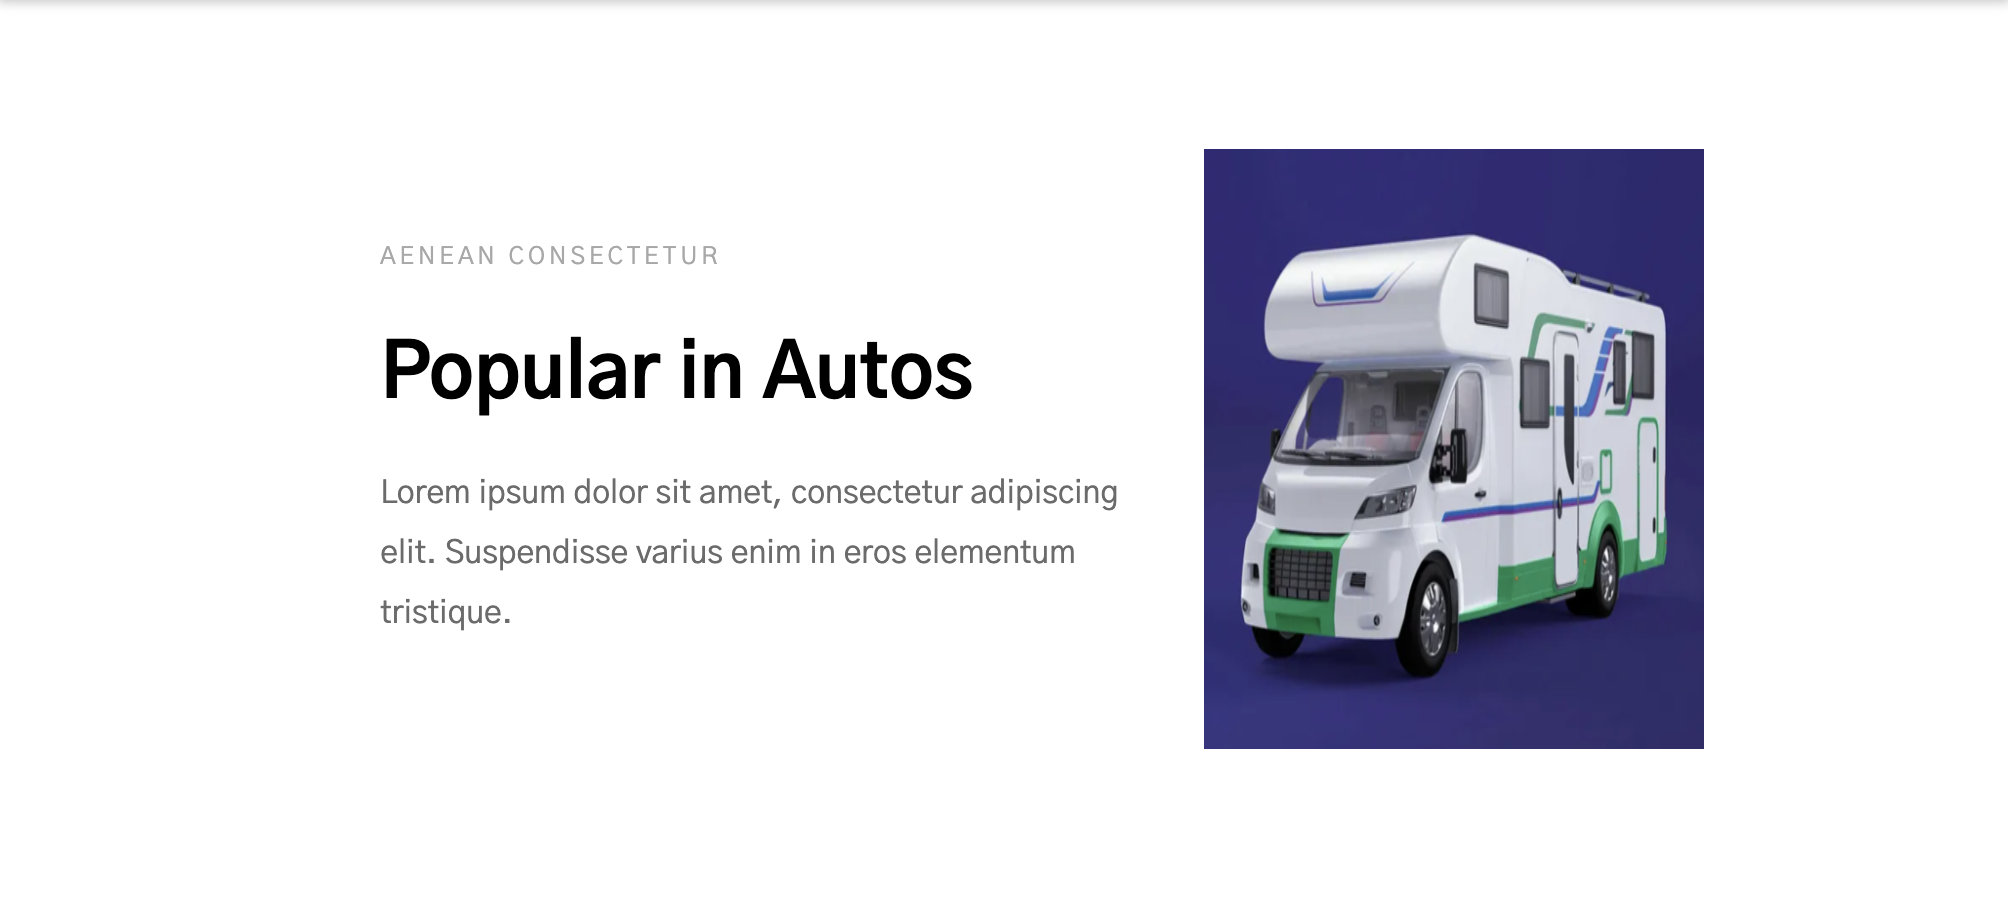 AENEAN CONSECTETUR
Popular in Autos
Lorem ipsum dolor sit amet, consectetur adipiscing
elit. Suspendisse varius enim in eros elementum
tristique.